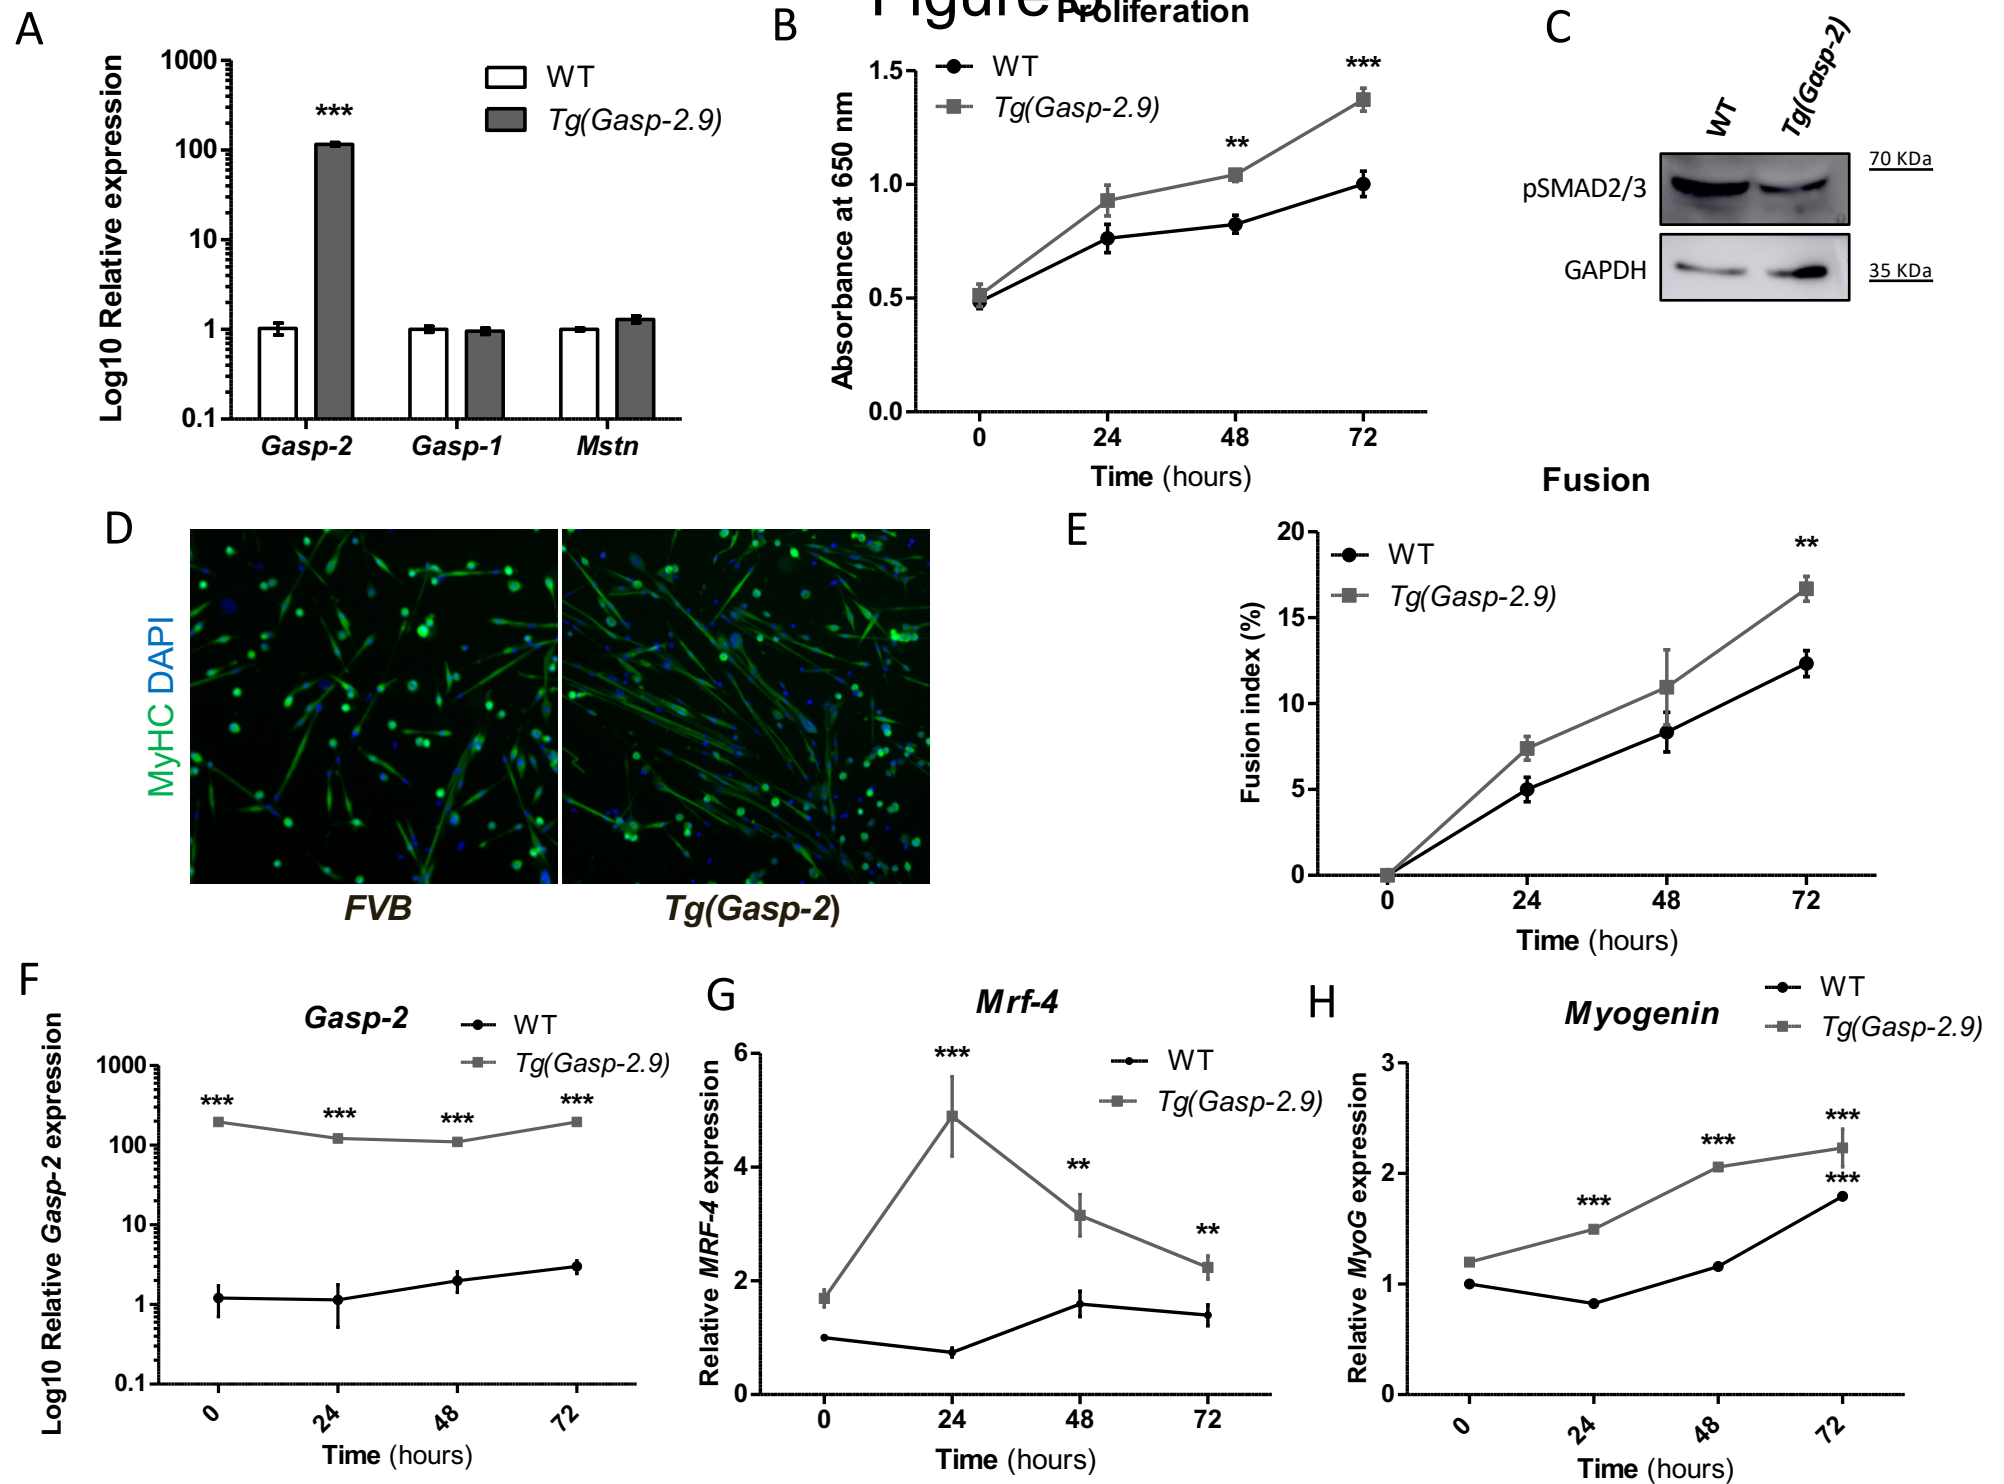 Figure
Proliferation
A
Log10 Relative expression
1000
100
10
1
0.1
***
WT
Tg(Gasp-2.9)
Gasp-2
Gasp-1
Mstn
B
Absorbance at 650 nm
1.5
1.0
0.5
0.0
WT
Tg(Gasp-2.9)
**
***
0
24
48
72
Time (hours)
C
WT
Tg(Gasp-2)
pSMAD2/3
70 KDa
GAPDH
35 KDa
D
MyHC DAPI
FVB
Tg(Gasp-2)
E
Fusion
Fusion index (%)
20
15
10
5
0
WT
Tg(Gasp-2.9)
**
0
24
48
72
Time (hours)
F
Gasp-2
WT
Tg(Gasp-2.9)
Log10 Relative Gasp-2 expression
1000
100
10
1
0.1
***
***
***
***
0
24
48
72
Time (hours)
G
Mrf-4
WT
Tg(Gasp-2.9)
Relative MRF-4 expression
6
4
2
0
***
**
**
0
24
48
72
Time (hours)
H
Myogenin
WT
Tg(Gasp-2.9)
Relative MyoG expression
3
2
1
0
***
***
***
***
0
24
48
72
Time (hours)